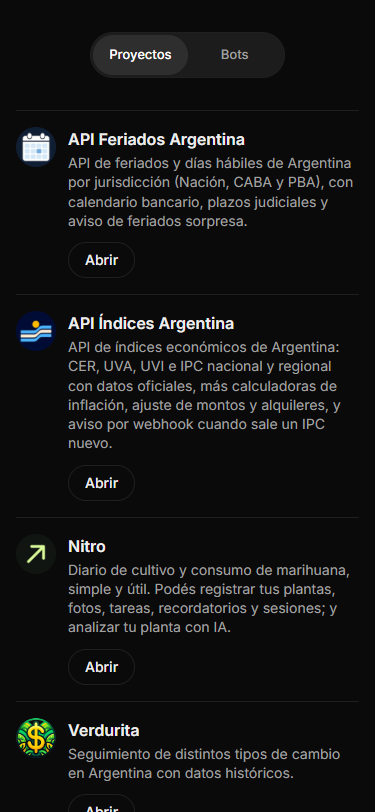 Proyectos
Bots
API Feriados Argentina
API de feriados y días hábiles de Argentina
por jurisdicción (Nación, CABA y PBA), con
calendario bancario, plazos judiciales y
aviso de feriados sorpresa.
Abrir
API Índices Argentina
API de índices económicos de Argentina:
CER, UVA, UVI e IPC nacional y regional
con datos oficiales, más calculadoras de
inflación, ajuste de montos y alquileres, y
aviso por webhook cuando sale un IPC
nuevo.
Abrir
Nitro
Diario de cultivo y consumo de marihuana,
simple y útil. Podés registrar tus plantas,
fotos, tareas, recordatorios y sesiones; y
analizar tu planta con IA.
Abrir
Verdurita
Seguimiento de distintos tipos de cambio
en Argentina con datos históricos.
Abrir